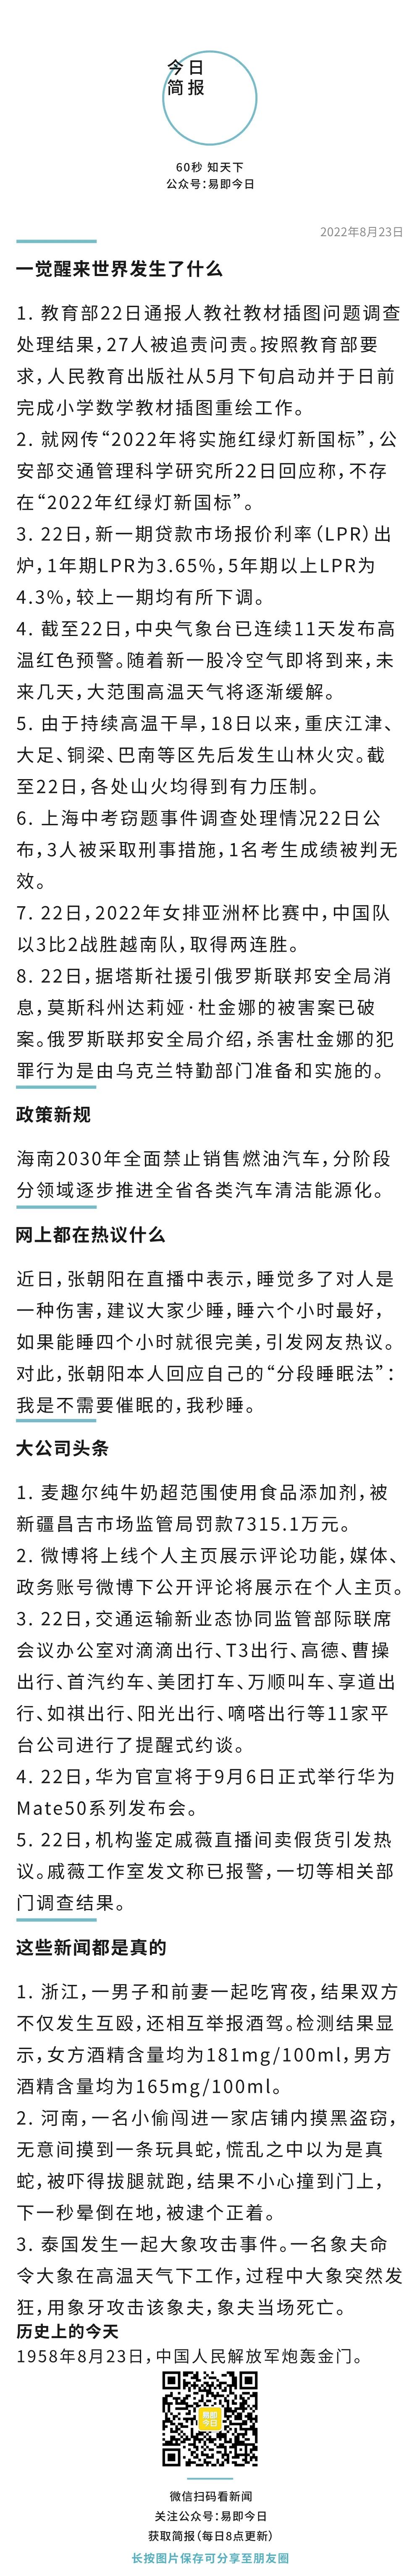 今日
简报
60秒 知天下
公众号：易即今日
2022年8月23日
一觉醒来世界发生了什么
1. 教育部22日通报人教社教材插图问题调查
处理结果，27人被追责问责。按照教育部要
求，人民教育出版社从5月下旬启动并于日前
完成小学数学教材插图重绘工作。
2. 就网传“2022年将实施红绿灯新国标”，公
安部交通管理科学研究所22日回应称，不存
在“2022年红绿灯新国标”。
3. 22日，新一期贷款市场报价利率（LPR）出
炉，1年期LPR为3.65%，5年期以上LPR为
4.3%，较上一期均有所下调。
4. 截至22日，中央气象台已连续11天发布高
温红色预警。随着新一股冷空气即将到来，未
来几天，大范围高温天气将逐渐缓解。
5. 由于持续高温干旱，18日以来，重庆江津、
大足、铜梁、巴南等区先后发生山林火灾。截
至22日，各处山火均得到有力压制。
6. 上海中考窃题事件调查处理情况22日公
布，3人被采取刑事措施，1名考生成绩被判无
效。
7. 22日，2022年女排亚洲杯比赛中，中国队
以3比2战胜越南队，取得两连胜。
8. 22日，据塔斯社援引俄罗斯联邦安全局消
息，莫斯科州达莉娅·杜金娜的被害案已破
案。俄罗斯联邦安全局介绍，杀害杜金娜的犯
罪行为是由乌克兰特勤部门准备和实施的。
政策新规
海南2030年全面禁止销售燃油汽车，分阶段
分领域逐步推进全省各类汽车清洁能源化。
网上都在热议什么
近日，张朝阳在直播中表示，睡觉多了对人是
一种伤害，建议大家少睡，睡六个小时最好，
如果能睡四个小时就很完美，引发网友热议。
对此，张朝阳本人回应自己的“分段睡眠法”：
我是不需要催眠的，我秒睡。
大公司头条
1. 麦趣尔纯牛奶超范围使用食品添加剂，被
新疆昌吉市场监管局罚款7315.1万元。
2. 微博将上线个人主页展示评论功能，媒体、
政务账号微博下公开评论将展示在个人主页。
3. 22日，交通运输新业态协同监管部际联席
会议办公室对滴滴出行、T3出行、高德、曹操
出行、首汽约车、美团打车、万顺叫车、享道出
行、如祺出行、阳光出行、嘀嗒出行等11家平
台公司进行了提醒式约谈。
4. 22日，华为官宣将于9月6日正式举行华为
Mate50系列发布会。
5. 22日，机构鉴定戚薇直播间卖假货引发热
议。戚薇工作室发文称已报警，一切等相关部
门调查结果。
这些新闻都是真的
1. 浙江，一男子和前妻一起吃宵夜，结果双方
不仅发生互殴，还相互举报酒驾。检测结果显
示，女方酒精含量均为181mg/100ml，男方
酒精含量均为165mg/100ml。
2. 河南，一名小偷闯进一家店铺内摸黑盗窃，
无意间摸到一条玩具蛇，慌乱之中以为是真
蛇，被吓得拔腿就跑，结果不小心撞到门上，
下一秒晕倒在地，被逮个正着。
3. 泰国发生一起大象攻击事件。一名象夫命
令大象在高温天气下工作，过程中大象突然发
狂，用象牙攻击该象夫，象夫当场死亡。
历史上的今天
1958年8月23日，中国人民解放军炮轰金门。
易即
今日
微信扫码看新闻
关注公众号：易即今日
获取简报（每日8点更新）
长按图片保存可分享至朋友圈